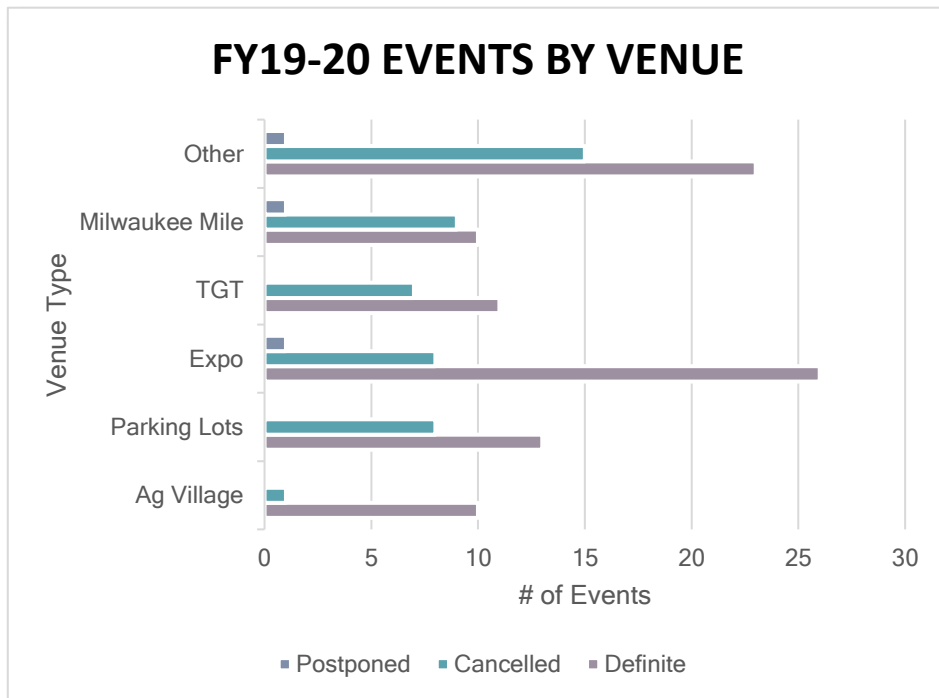 FY19-20 EVENTS BY VENUE
Other
Milwaukee Mile
TGT
Expo
Parking Lots
Ag Village
Venue Type
0 5 10 15 20 25 30
# of Events
Postponed Cancelled Definite